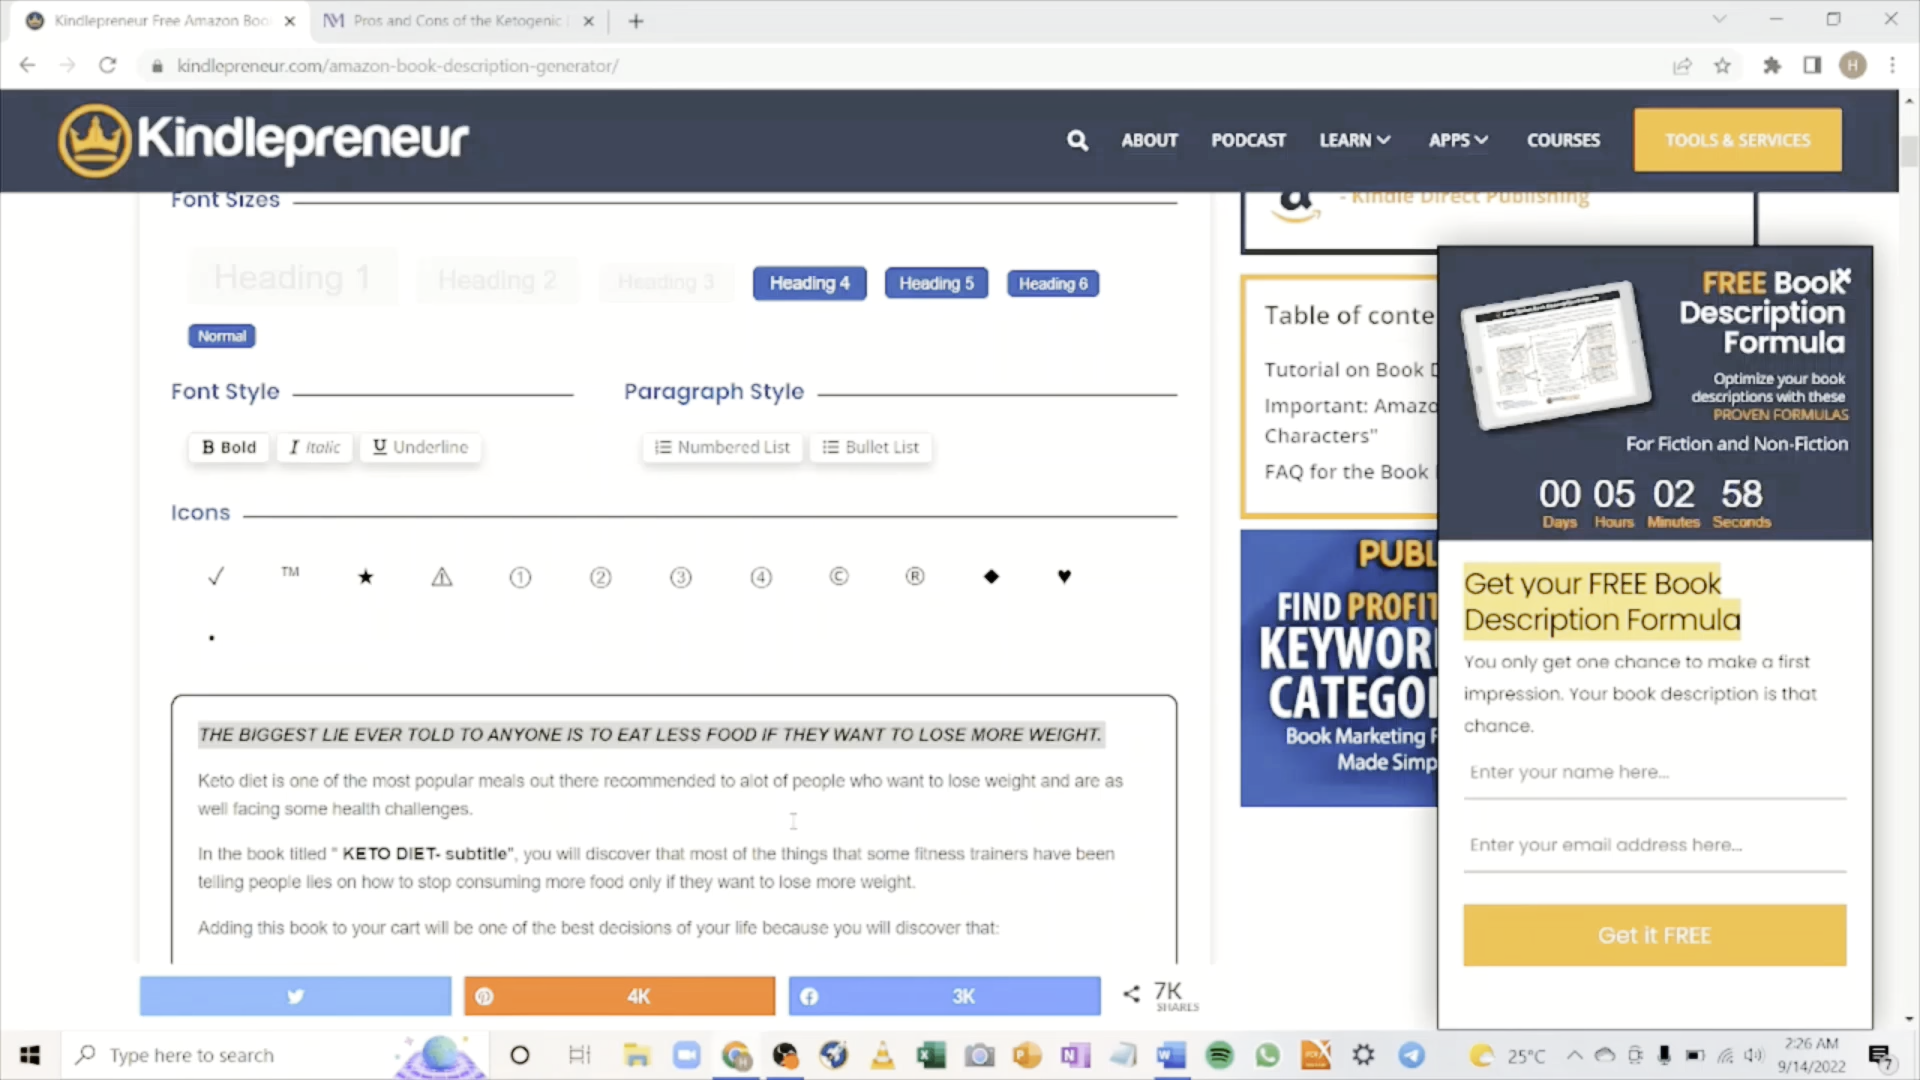 Kindlepreneur Free Amazon Boo
Pros and Cons of the Ketogenic
kindlepreneur.com/amazon-book-description-generator/
H
Kindlepreneur
ABOUT
PODCAST
LEARN
APPS
COURSES
TOOLS & SERVICES
Font Sizes
Heading 1
Heading 2
Heading 3
Heading 4
Heading 5
Heading 6
Normal
Font Style
Paragraph Style
B Bold
I Italic
U Underline
Numbered List
Bullet List
Icons
✓ ™ ★ ⚠ ① ② ③ ④ © ® ◆ ♥
•
THE BIGGEST LIE EVER TOLD TO ANYONE IS TO EAT LESS FOOD IF THEY WANT TO LOSE MORE WEIGHT.
Keto diet is one of the most popular meals out there recommended to alot of people who want to lose weight and are as
well facing some health challenges.
In the book titled " KETO DIET- subtitle", you will discover that most of the things that some fitness trainers have been
telling people lies on how to stop consuming more food only if they want to lose more weight.
Adding this book to your cart will be one of the best decisions of your life because you will discover that:
4K
3K
7K
SHARES
- Kindle Direct Publishing
Table of conte
Tutorial on Book D
Important: Amazo
Characters"
FAQ for the Book
PUBL
FIND PROFIT
KEYWOR
CATEGO
Book Marketing
Made Simp
FREE Book
Description
Formula
Optimize your book
descriptions with these
PROVEN FORMULAS
For Fiction and Non-Fiction
00 05 02 58
Days Hours Minutes Seconds
Get your FREE Book
Description Formula
You only get one chance to make a first
impression. Your book description is that
chance.
Enter your name here...
Enter your email address here...
Get it FREE
Type here to search
25°C
2:26 AM
9/14/2022
7